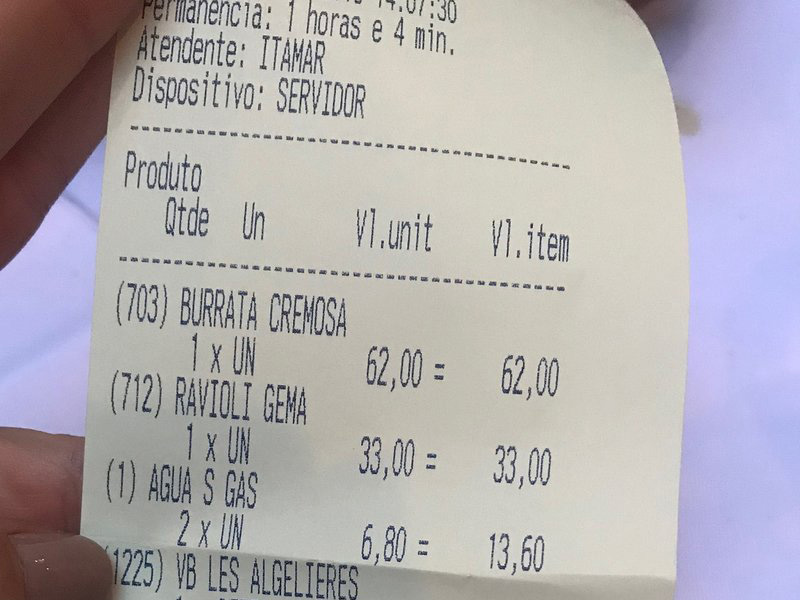 Permanencia: 1 horas e 4 min.
Atendente: ITAMAR
Dispositivo: SERVIDOR
Produto
Qtde Un Vl.unit Vl.item
(703) BURRATA CREMOSA
1 x UN 62,00 = 62,00
(712) RAVIOLI GEMA
1 x UN 33,00 = 33,00
(1) AGUA S GAS
2 x UN 6,80 = 13,60
(1225) VB LES ALGELIERES